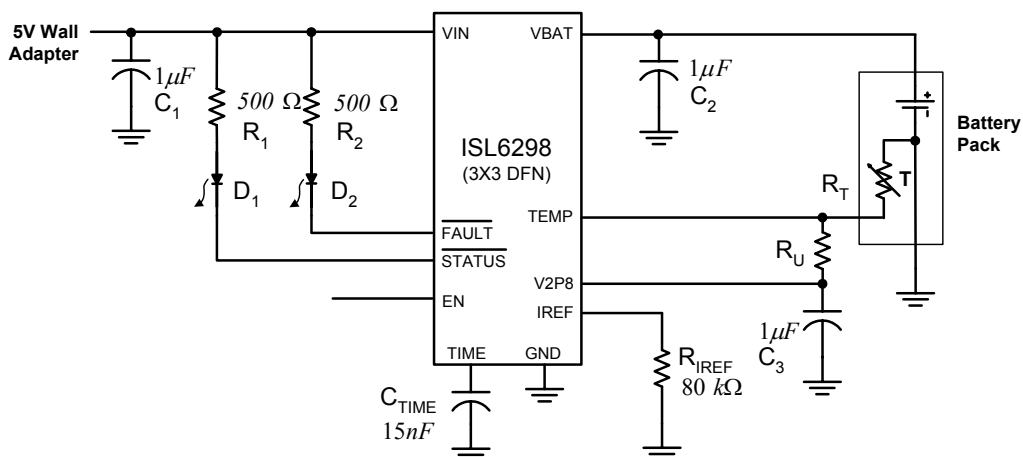 5V Wall
Adapter
1μF
C1
500 Ω
R1
500 Ω
R2
D1
D2
VIN
VBAT
ISL6298
(3X3 DFN)
TEMP
FAULT
STATUS
V2P8
EN
IREF
TIME
GND
CTIME
15nF
1μF
C2
Battery
Pack
+
RT
T
RU
1μF
C3
RIREF
80 kΩ